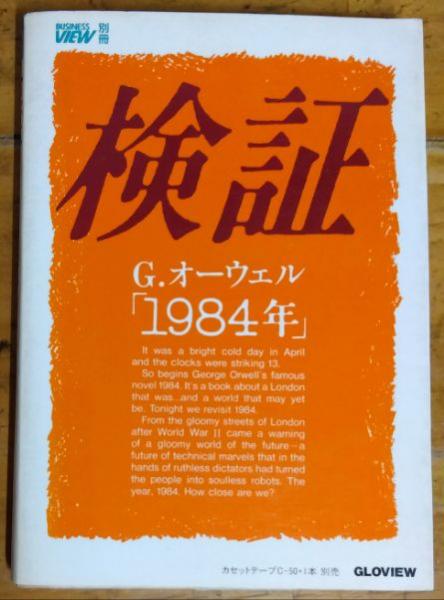 BUSINESS
VIEW 別冊
検証
G.オーウェル
「1984年」
It was a bright cold day in April
and the clocks were striking 13.
So begins George Orwell's famous
novel 1984. It's a book about a London
that was...and a world that may yet
be. Tonight we revisit 1984.
From the gloomy streets of London
after World War II came a warning
of a gloomy world of the future--a
future of technical marvels that in the
hands of ruthless dictators had turned
the people into soulless robots. The
year, 1984. How close are we?
カセットテープC-50・1本 別売 GLOVIEW